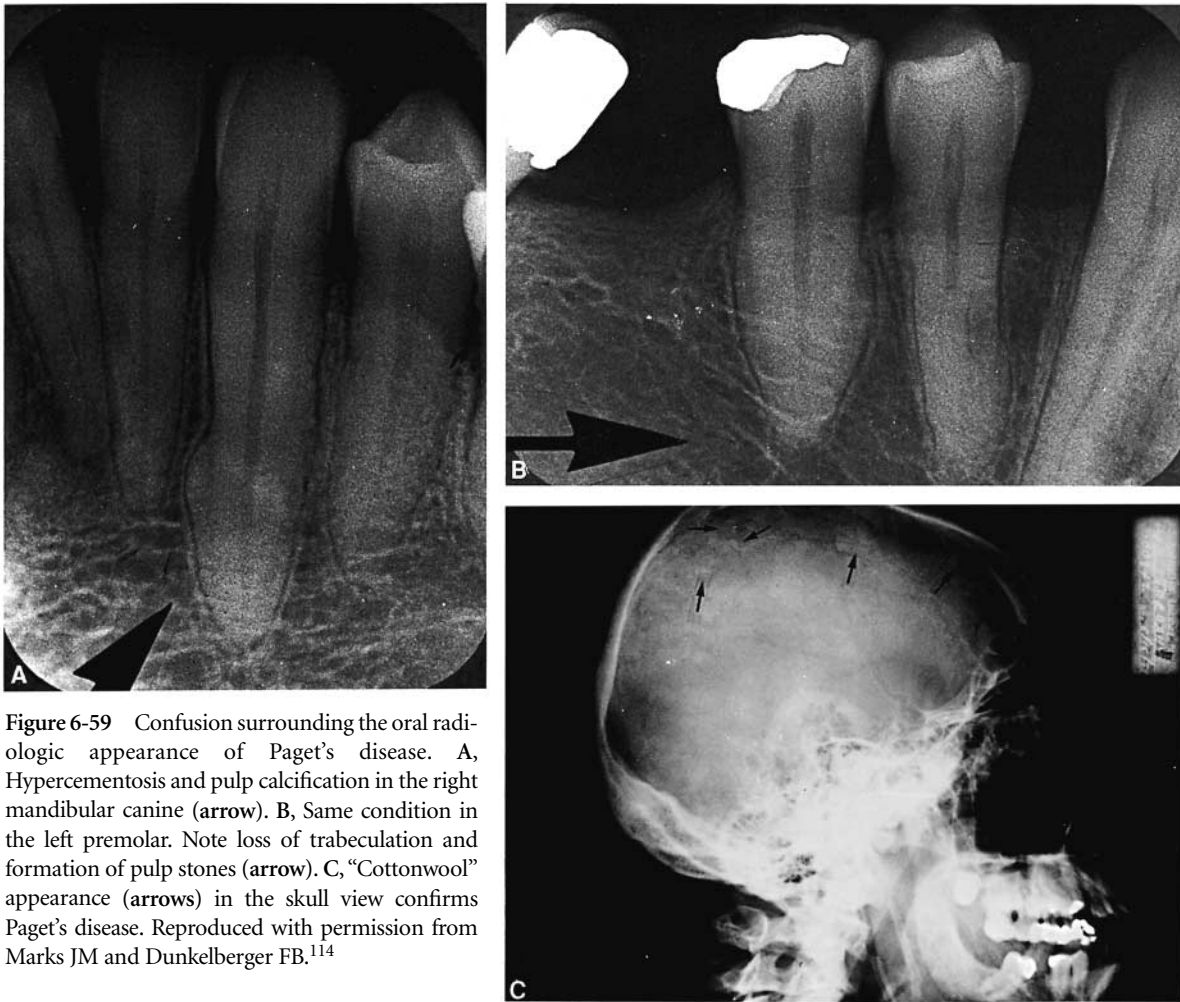 A
B
C
Figure 6-59 Confusion surrounding the oral radi-
ologic appearance of Paget's disease. A,
Hypercementosis and pulp calcification in the right
mandibular canine (arrow). B, Same condition in
the left premolar. Note loss of trabeculation and
formation of pulp stones (arrow). C, “Cottonwool”
appearance (arrows) in the skull view confirms
Paget's disease. Reproduced with permission from
Marks JM and Dunkelberger FB.114